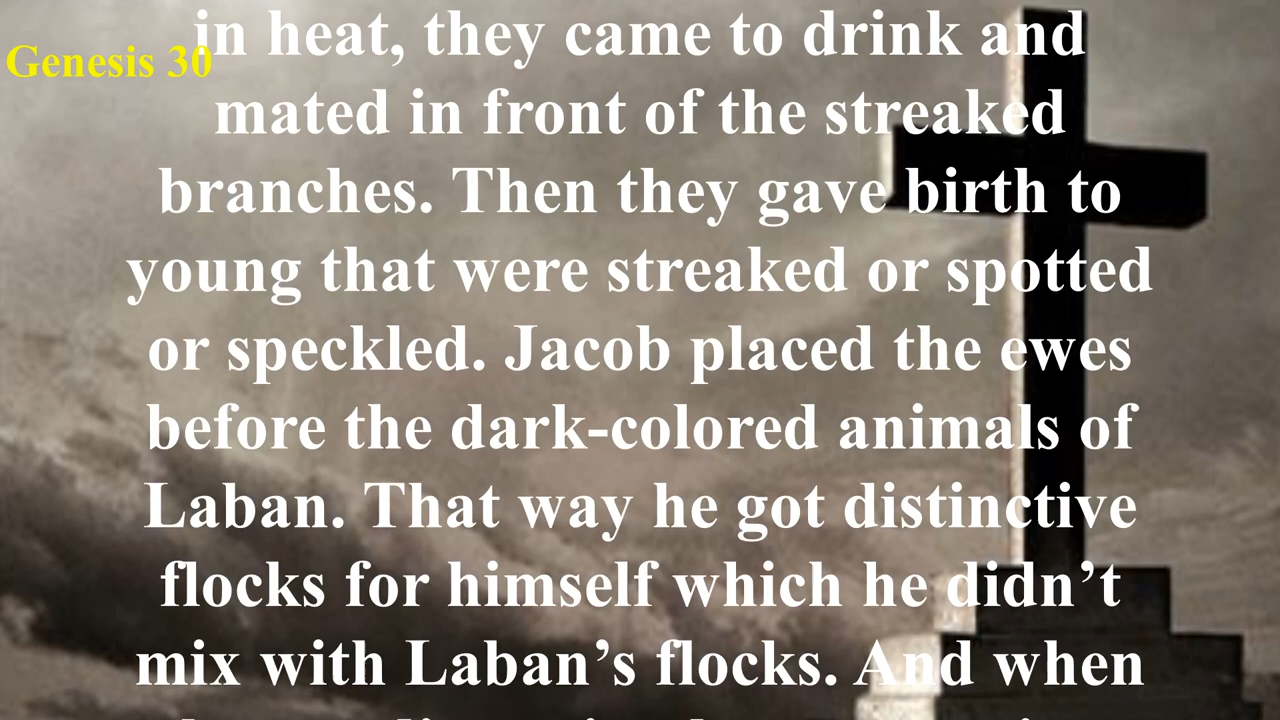 Genesis 30
in heat, they came to drink and
mated in front of the streaked
branches. Then they gave birth to
young that were streaked or spotted
or speckled. Jacob placed the ewes
before the dark-colored animals of
Laban. That way he got distinctive
flocks for himself which he didn’t
mix with Laban’s flocks. And when